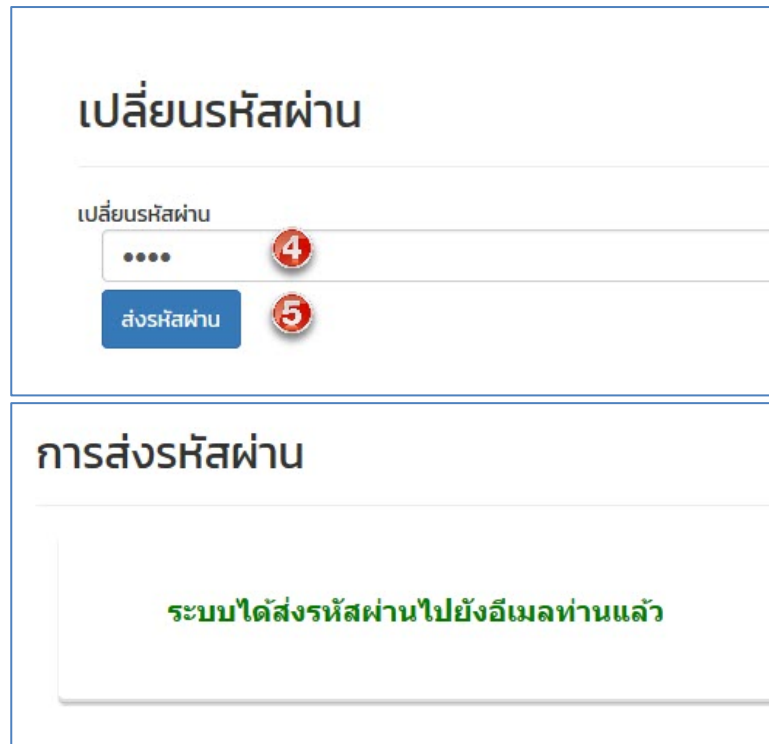 เปลี่ยนรหัสผ่าน
เปลี่ยนรหัสผ่าน
•••• 4
ส่งรหัสผ่าน 5
การส่งรหัสผ่าน
ระบบได้ส่งรหัสผ่านไปยังอีเมลท่านแล้ว